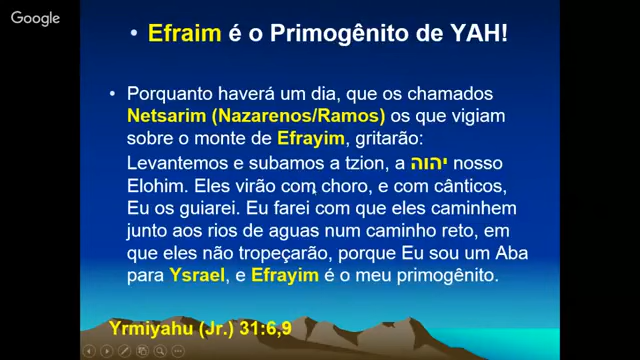 Google
• Efraim é o Primogênito de YAH!
• Porquanto haverá um dia, que os chamados
Netsarim (Nazarenos/Ramos) os que vigiam
sobre o monte de Efrayim, gritarão:
Levantemos e subamos a tzion, a יהוה nosso
Elohim. Eles virão com choro, e com cânticos,
Eu os guiarei. Eu farei com que eles caminhem
junto aos rios de aguas num caminho reto, em
que eles não tropeçarão, porque Eu sou um Aba
para Ysrael, e Efrayim é o meu primogênito.
Yrmiyahu (Jr.) 31:6,9